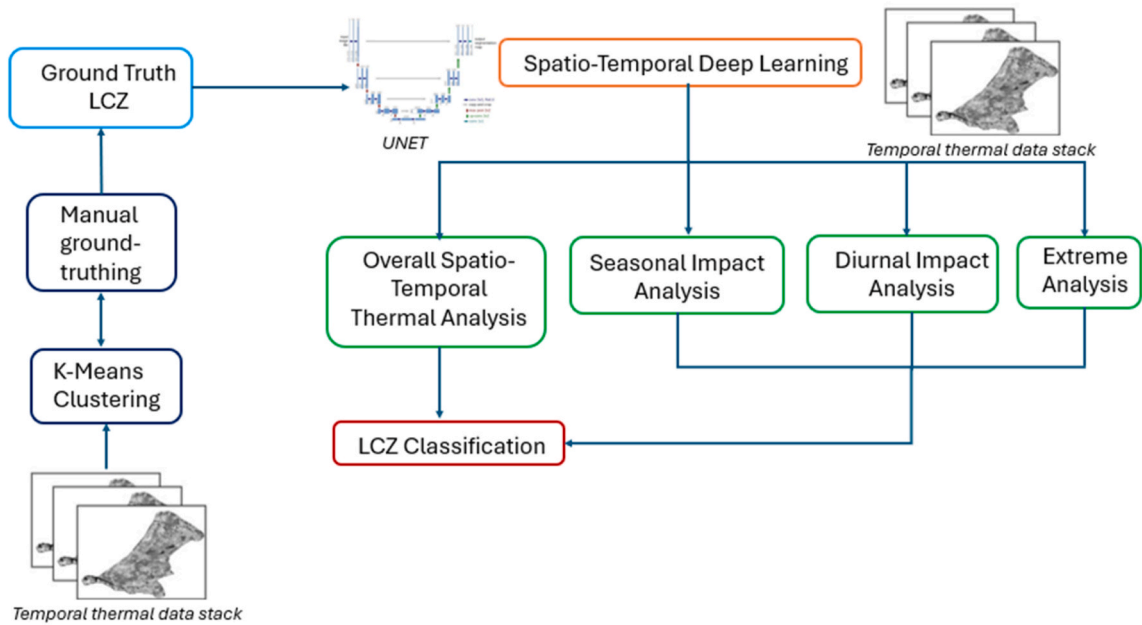 Ground Truth
LCZ
UNET
Spatio-Temporal Deep Learning
Temporal thermal data stack
Manual
ground-
truthing
Overall Spatio-
Temporal
Thermal Analysis
Seasonal Impact
Analysis
Diurnal Impact
Analysis
Extreme
Analysis
K-Means
Clustering
LCZ Classification
Temporal thermal data stack